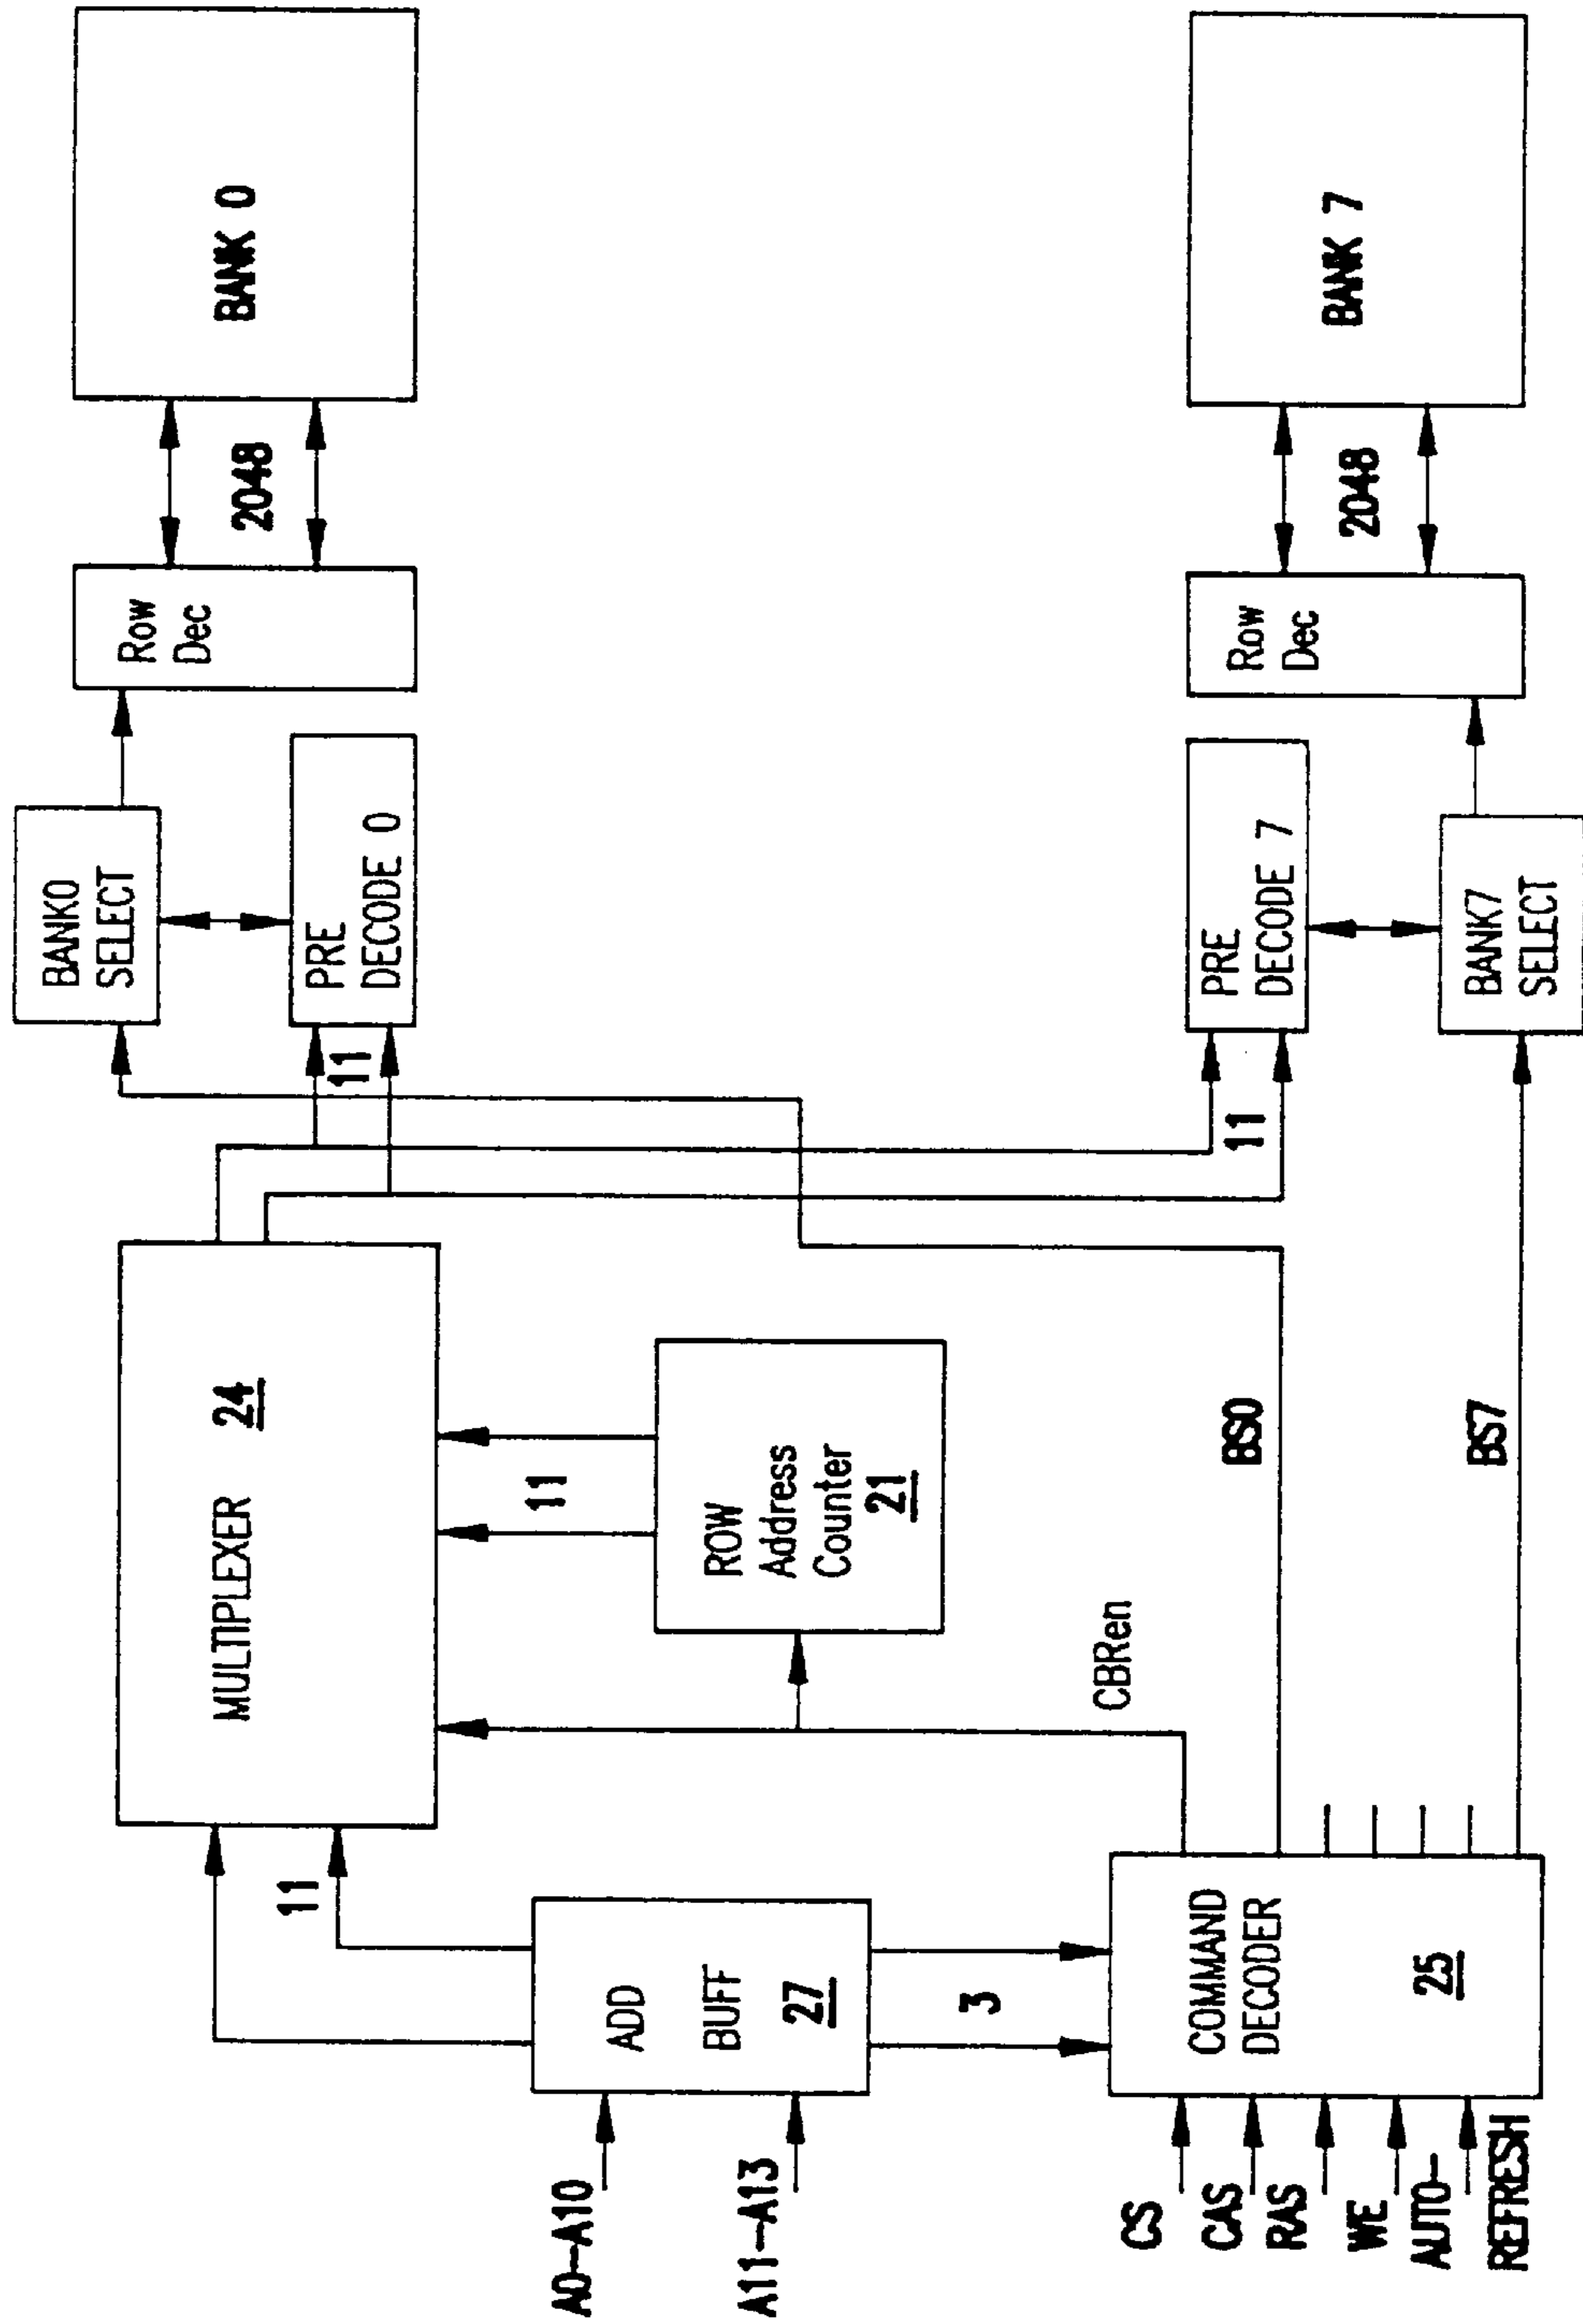 A0-A10
A11-A13
ADD
BUFF
27
11
3
CS
CAS
RAS
WE
AUTO-
REFRESH
COMMAND
DECODER
25
MULTIPLEXER 24
11
ROW
Address
Counter
21
CBRen
BS0
BS7
11
11
BANK0
SELECT
PRE
DECODE 0
Row
Dec
2048
BANK 0
PRE
DECODE 7
BANK7
SELECT
Row
Dec
2048
BANK 7